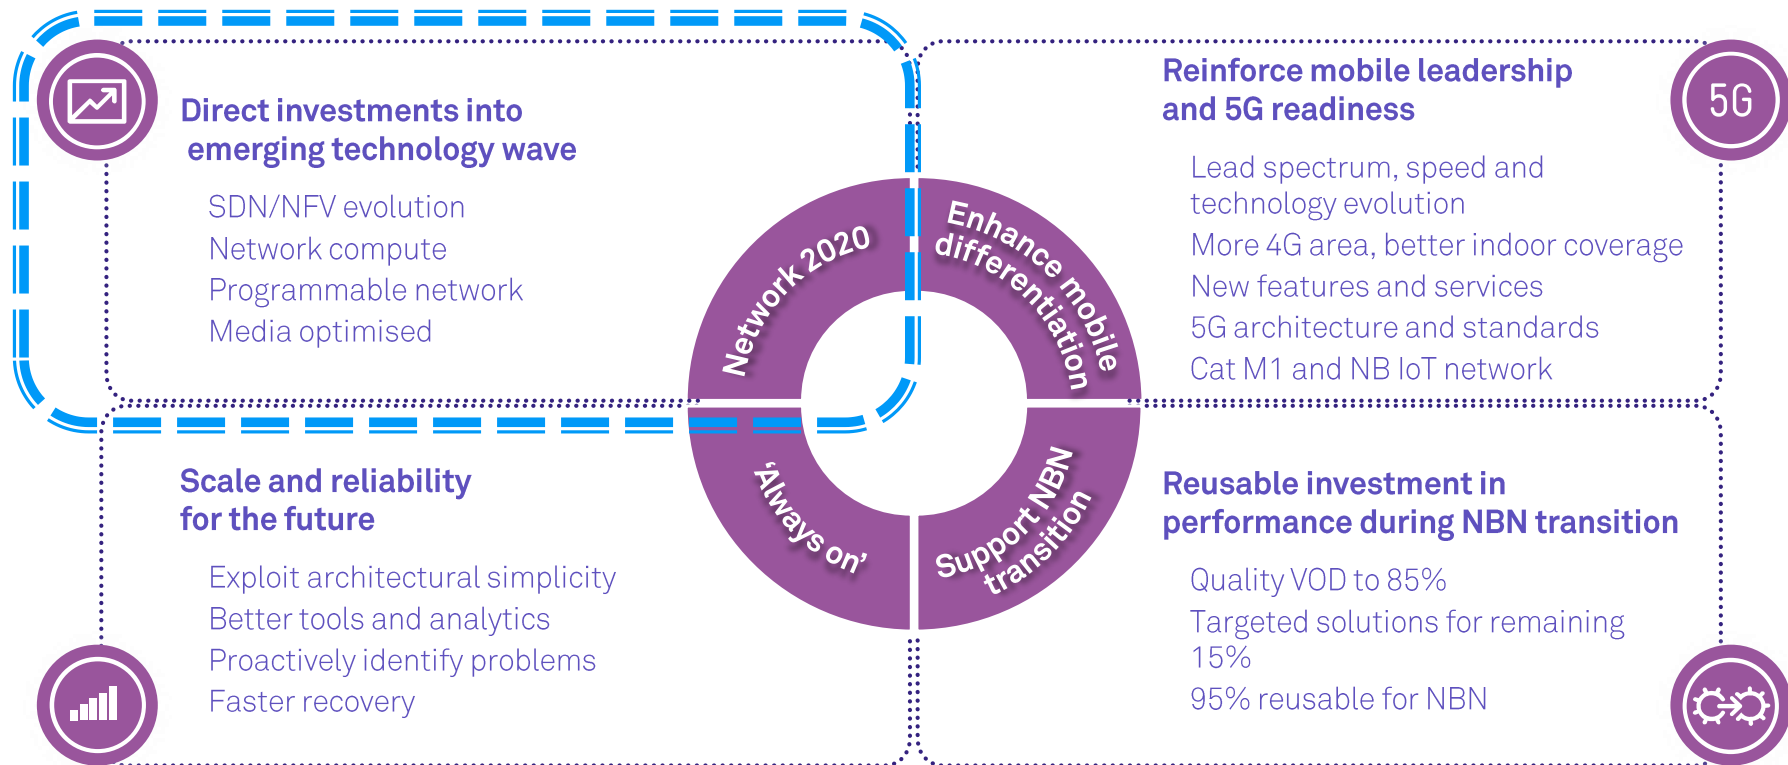 Direct investments into
emerging technology wave
SDN/NFV evolution
Network compute
Programmable network
Media optimised
Network 2020
Enhance mobile
differentiation
Reinforce mobile leadership
and 5G readiness
5G
Lead spectrum, speed and
technology evolution
More 4G area, better indoor coverage
New features and services
5G architecture and standards
Cat M1 and NB IoT network
Scale and reliability
for the future
Exploit architectural simplicity
Better tools and analytics
Proactively identify problems
Faster recovery
‘Always on’
Support NBN
transition
Reusable investment in
performance during NBN transition
Quality VOD to 85%
Targeted solutions for remaining
15%
95% reusable for NBN